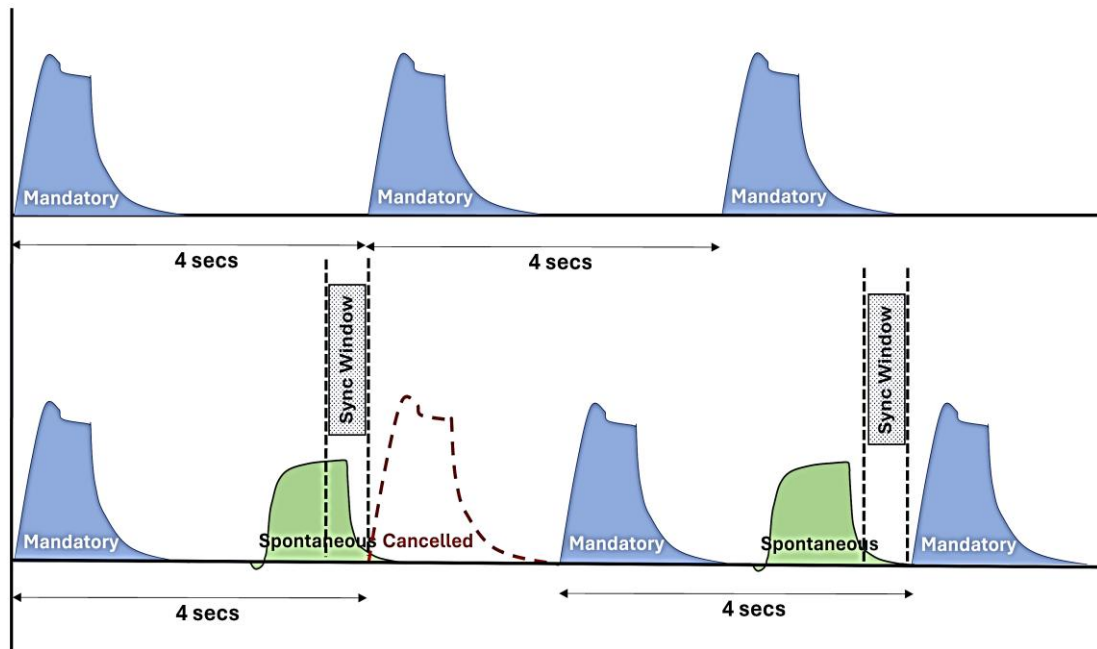 Mandatory
Mandatory
Mandatory
4 secs
4 secs
Sync Window
Sync Window
Mandatory
Spontaneous
Cancelled
Mandatory
Spontaneous
Mandatory
4 secs
4 secs